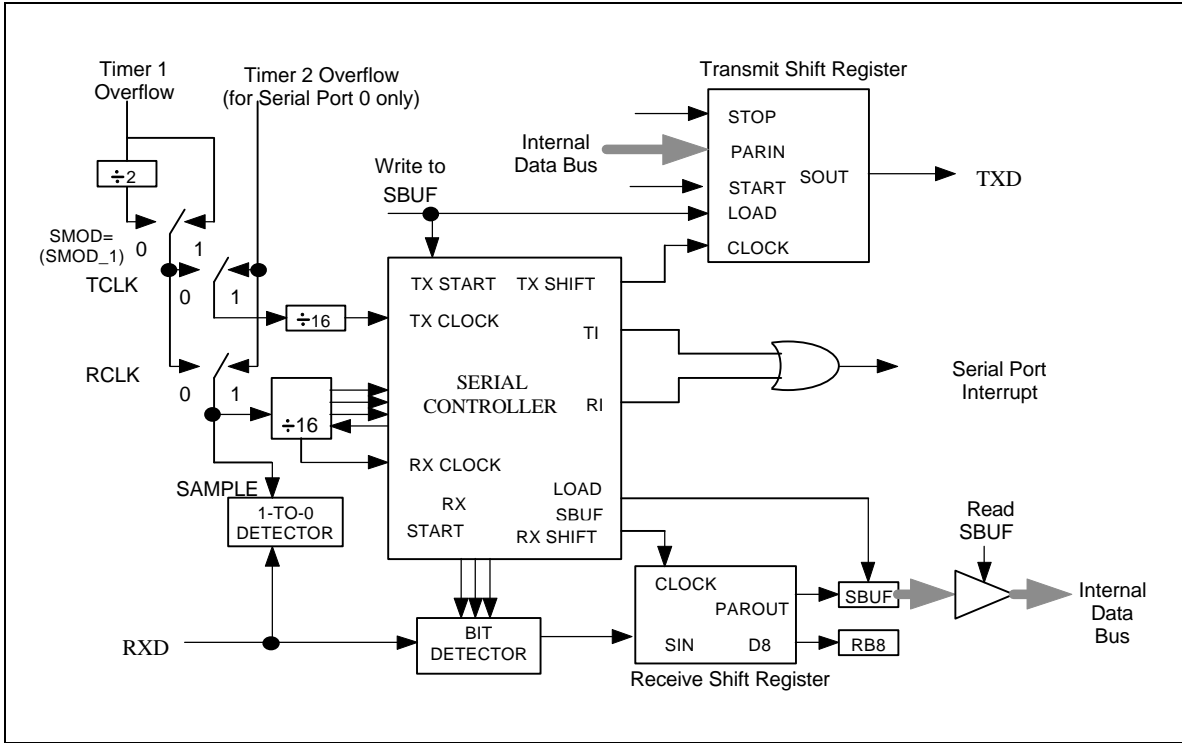 Timer 1
Overflow
Timer 2 Overflow
(for Serial Port 0 only)
÷2
SMOD=
(SMOD_1)
0
1
TCLK
0
1
÷16
RCLK
0
1
÷16
SAMPLE
1-TO-0
DETECTOR
RXD
Write to
SBUF
Internal
Data Bus
Transmit Shift Register
STOP
PARIN
START
SOUT
LOAD
CLOCK
TXD
TX START
TX SHIFT
TX CLOCK
TI
SERIAL
CONTROLLER
RI
RX CLOCK
LOAD
SBUF
RX
START
RX SHIFT
Serial Port
Interrupt
BIT
DETECTOR
CLOCK
PAROUT
SIN
D8
Receive Shift Register
SBUF
RB8
Read
SBUF
Internal
Data
Bus